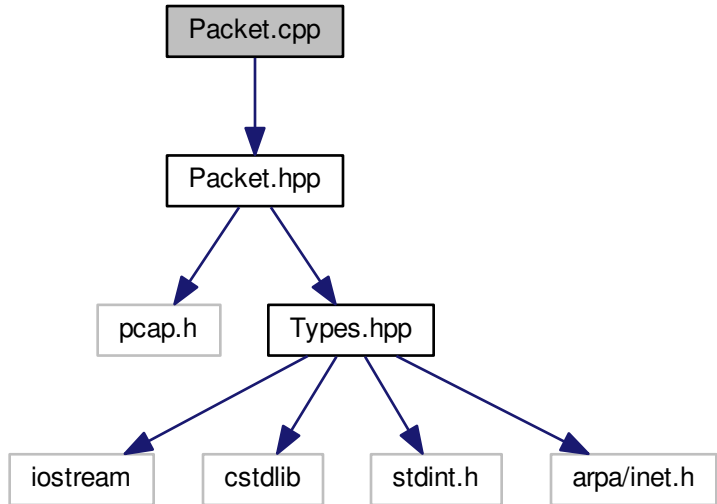 Packet.cpp
Packet.hpp
pcap.h
Types.hpp
iostream
cstdlib
stdint.h
arpa/inet.h